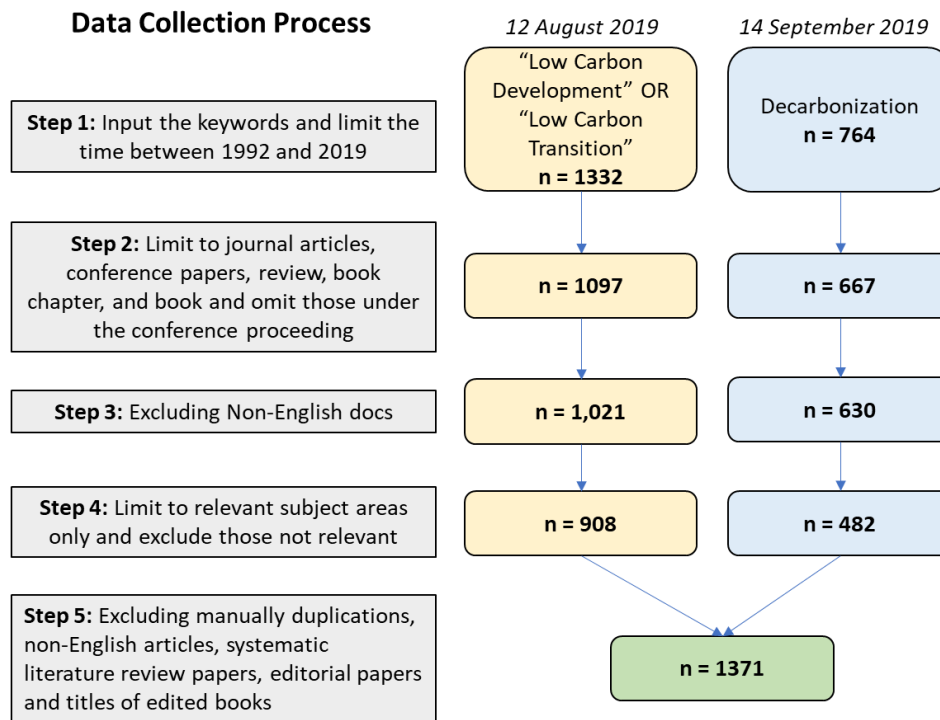 Data Collection Process
12 August 2019
14 September 2019
Step 1: Input the keywords and limit the
time between 1992 and 2019
“Low Carbon
Development” OR
“Low Carbon
Transition”
n = 1332
Decarbonization
n = 764
Step 2: Limit to journal articles,
conference papers, review, book
chapter, and book and omit those under
the conference proceeding
n = 1097
n = 667
Step 3: Excluding Non-English docs
n = 1,021
n = 630
Step 4: Limit to relevant subject areas
only and exclude those not relevant
n = 908
n = 482
Step 5: Excluding manually duplications,
non-English articles, systematic
literature review papers, editorial papers
and titles of edited books
n = 1371